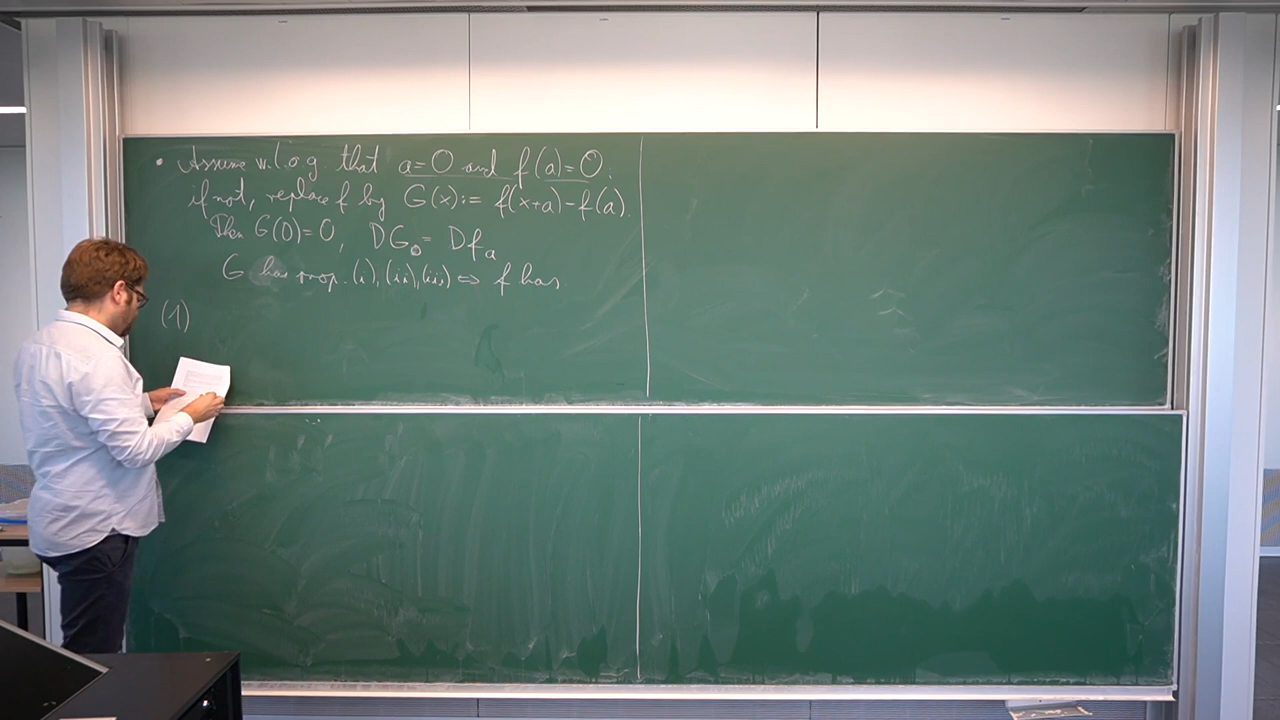 • Assume w.l.o.g. that a=0 and f(a)=0.
if not, replace f by G(x):= f(x+a)-f(a).
Then G(0)=0, DG₀= Dfₐ
G has prop. (i),(ii),(iii) ⇔ f has
(1)